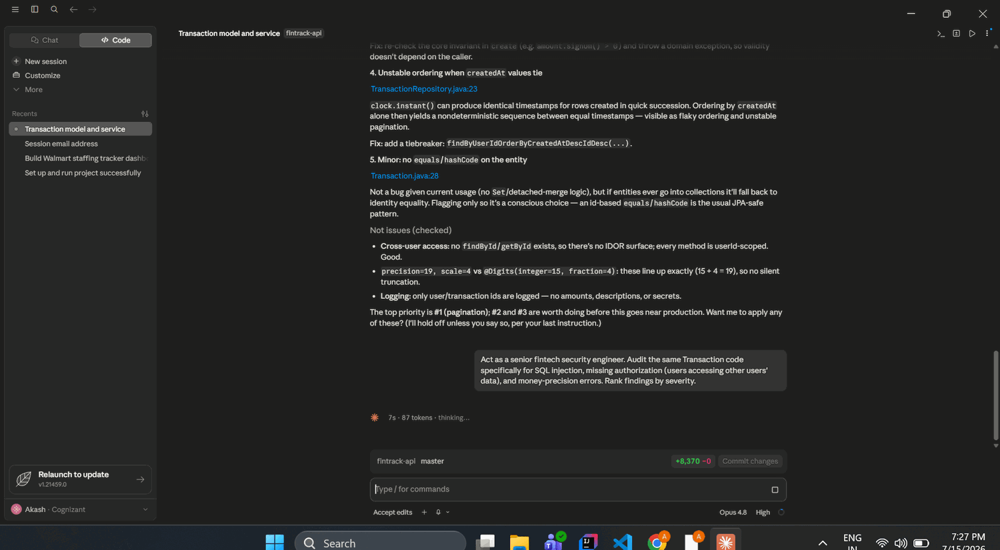 Chat
Code
New session
Customize
More
Recents
Transaction model and service
Session email address
Build Walmart staffing tracker dashb
Set up and run project successfully
Relaunch to update
v1.21459.0
Akash · Cognizant
Transaction model and service fintrack-api
Fix: re-check the core invariant in create (e.g. amount.signum() > 0) and throw a domain exception, so validity
doesn't depend on the caller.
4. Unstable ordering when createdAt values tie
TransactionRepository.java:23
clock.instant() can produce identical timestamps for rows created in quick succession. Ordering by createdAt
alone then yields a nondeterministic sequence between equal timestamps — visible as flaky ordering and unstable
pagination.
Fix: add a tiebreaker: findByUserIdOrderByCreatedAtDescIdDesc(...).
5. Minor: no equals/hashCode on the entity
Transaction.java:28
Not a bug given current usage (no Set/detached-merge logic), but if entities ever go into collections it'll fall back to
identity equality. Flagging only so it's a conscious choice — an id-based equals/hashCode is the usual JPA-safe
pattern.
Not issues (checked)
• Cross-user access: no findById/getById exists, so there's no IDOR surface; every method is userId-scoped.
Good.
• precision=19, scale=4 vs @Digits(integer=15, fraction=4): these line up exactly (15 + 4 = 19), so no silent
truncation.
• Logging: only user/transaction ids are logged — no amounts, descriptions, or secrets.
The top priority is #1 (pagination); #2 and #3 are worth doing before this goes near production. Want me to apply any
of these? (I'll hold off unless you say so, per your last instruction.)
Act as a senior fintech security engineer. Audit the same Transaction code
specifically for SQL injection, missing authorization (users accessing other users'
data), and money-precision errors. Rank findings by severity.
7s · 87 tokens · thinking...
fintrack-api master +8,370 -0 Commit changes
Type / for commands
Accept edits Opus 4.8 High
Search
ENG
IN
7:27 PM
7/15/2026